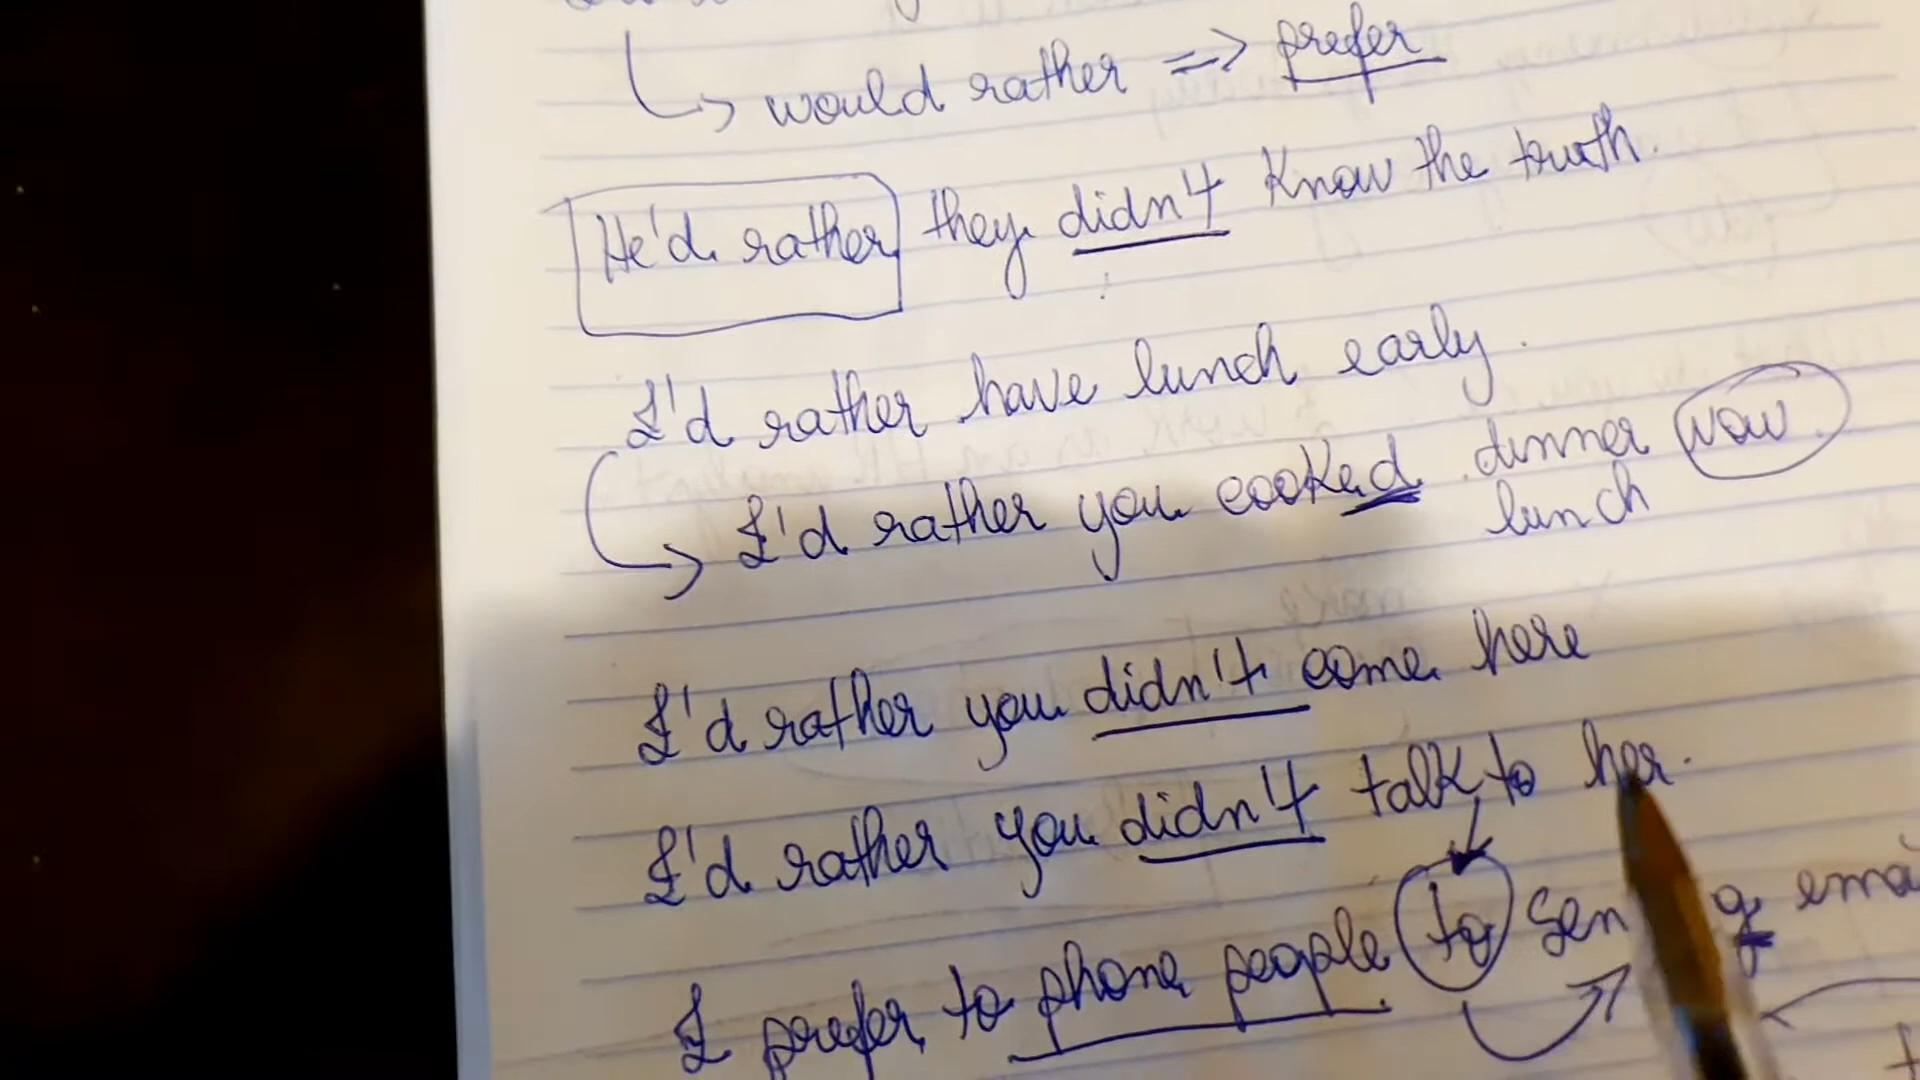 would rather => prefer
He'd rather they didn't know the truth.
I'd rather have lunch early.
I'd rather you cooked dinner now.
lunch
I'd rather you didn't come here
I'd rather you didn't talk to her.
I prefer to phone people to